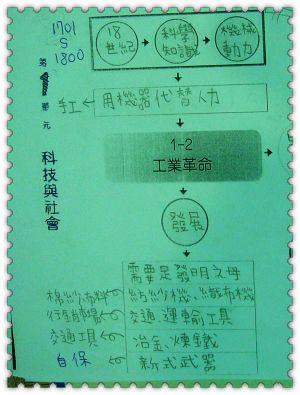 1701
S
1800
18世紀 → 科學知識 → 機械動力
手工 ← 用機器代替人力
第1單元 科技與社會
1-2
工業革命
發展
需要是發明之母
棉紗布料 ← 紡紗機、織布機
行銷市場 ← 交通運輸工具
交通工具 ← 冶金、煉鐵
自保 ← 新式武器